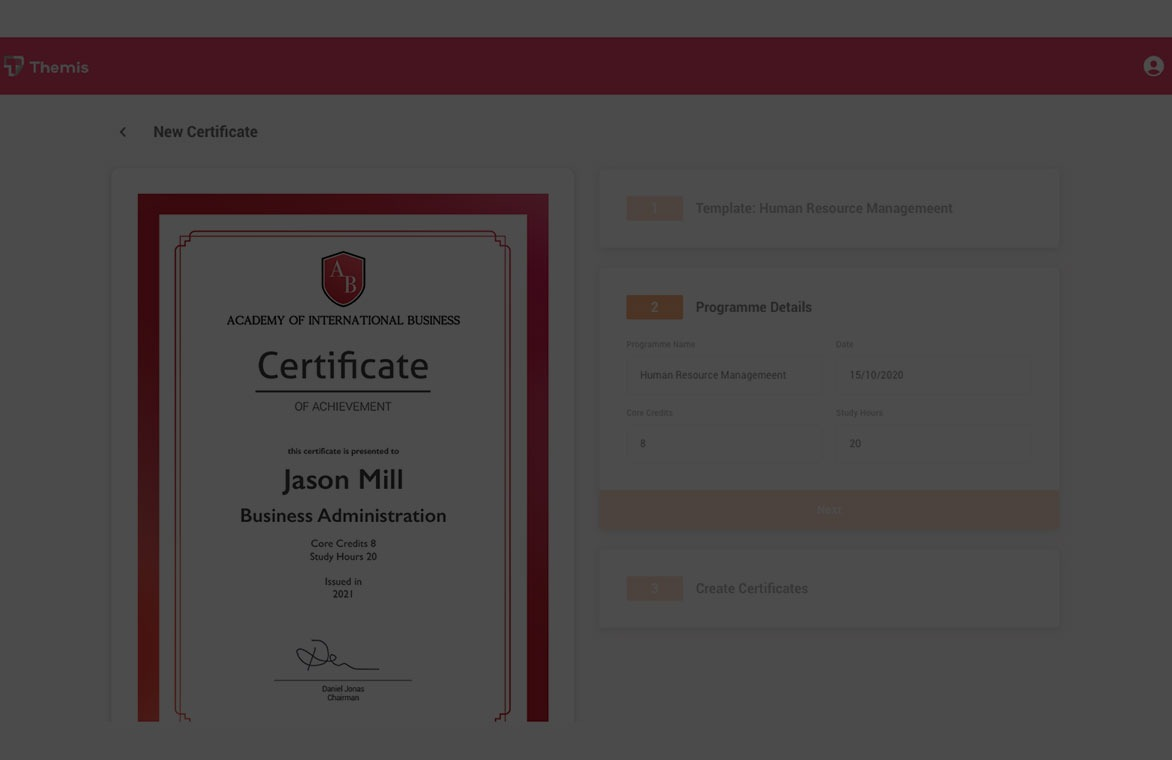 Themis
New Certificate
A
B
ACADEMY OF INTERNATIONAL BUSINESS
Certificate
OF ACHIEVEMENT
this certificate is presented to
Jason Mill
Business Administration
Core Credits 8
Study Hours 20
Issued in
2021
Daniel Jonas
Chairman
1 Template: Human Resource Managemeent
2 Programme Details
Programme Name Date
Human Resource Managemeent 15/10/2020
Core Credits Study Hours
8 20
Next
3 Create Certificates